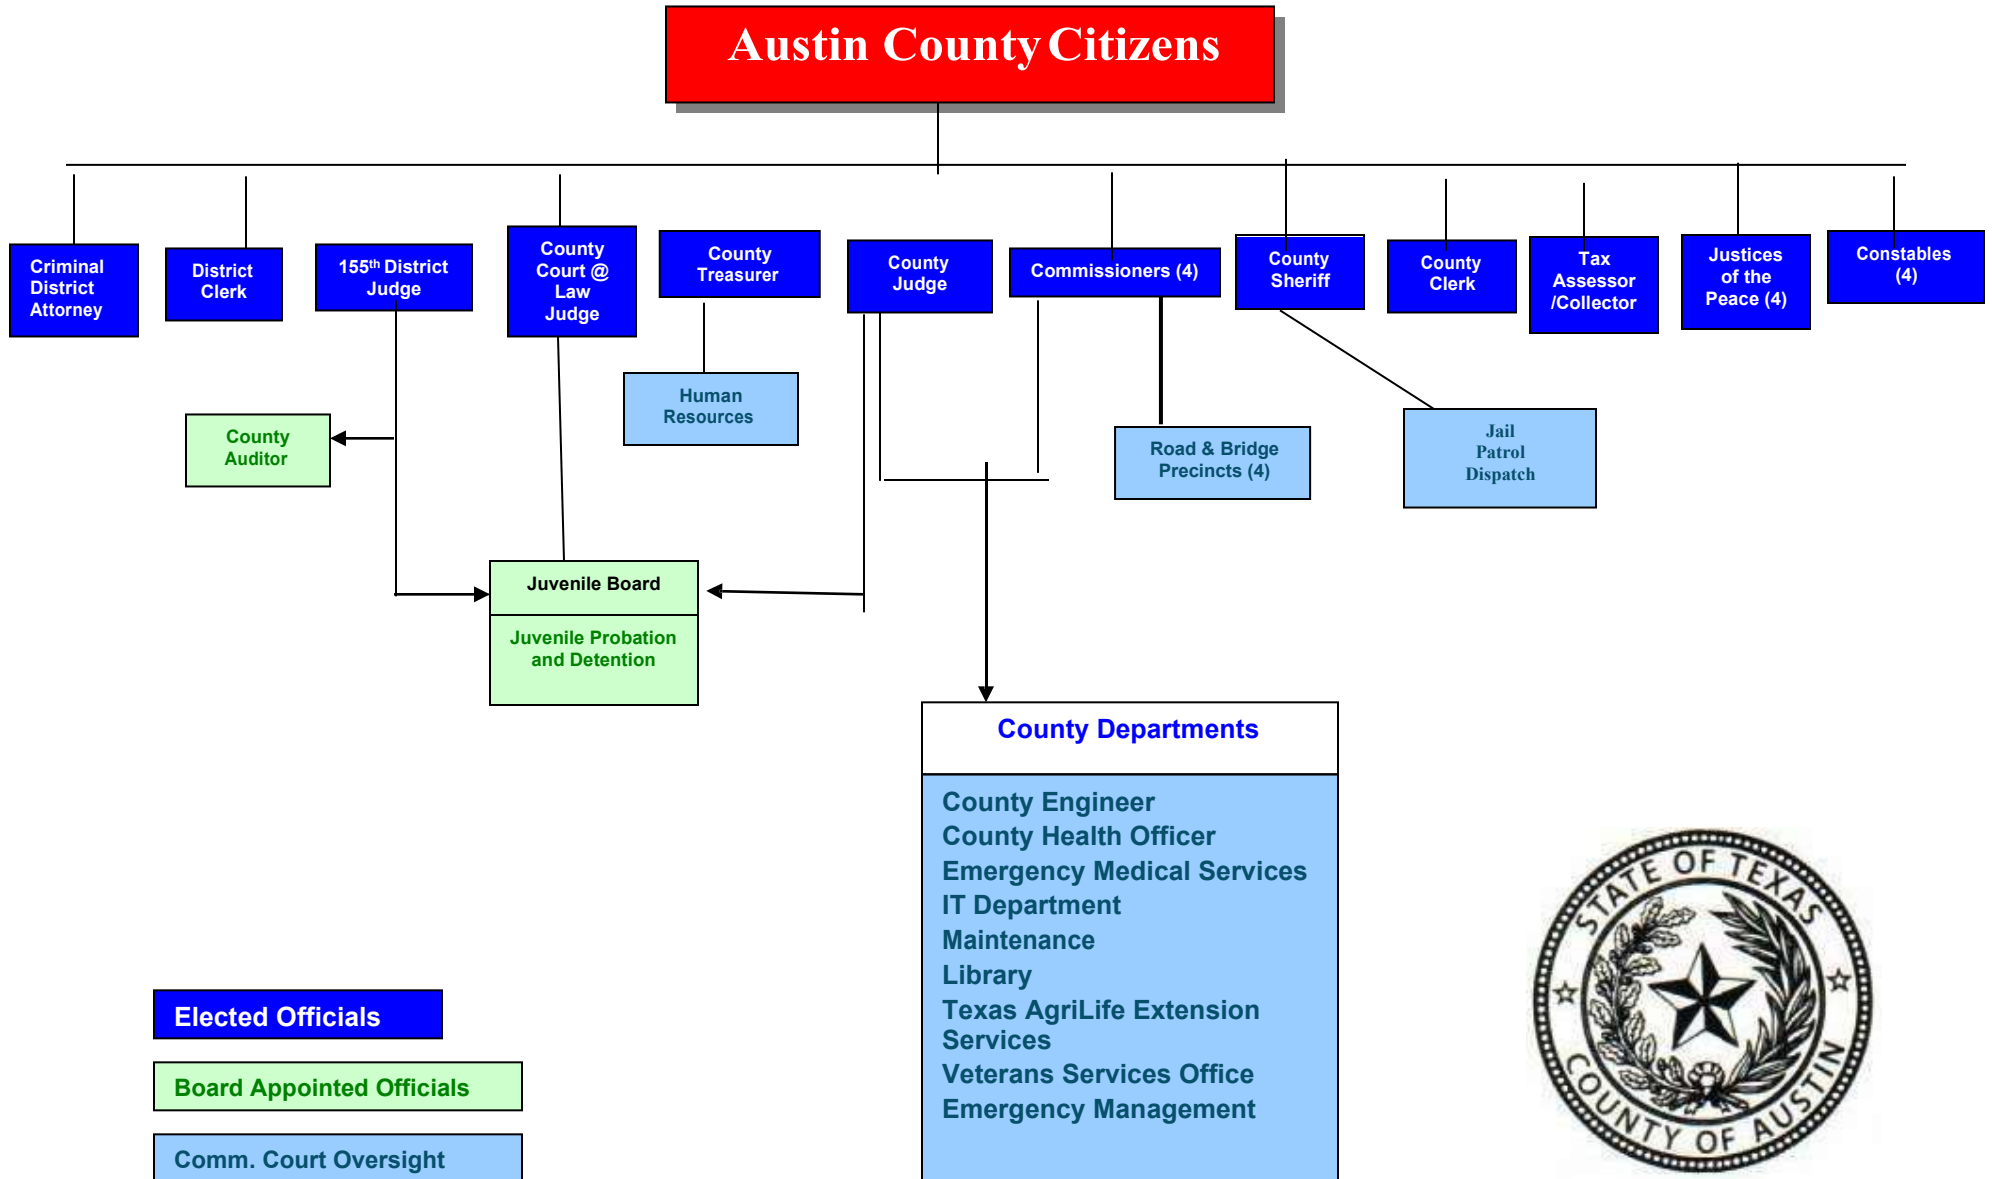 Austin County Citizens
Criminal
District
Attorney
District
Clerk
155th District
Judge
County
Court @
Law
Judge
County
Treasurer
County
Judge
Commissioners (4)
County
Sheriff
County
Clerk
Tax
Assessor
/Collector
Justices
of the
Peace (4)
Constables
(4)
Human
Resources
County
Auditor
Road & Bridge
Precincts (4)
Jail
Patrol
Dispatch
Juvenile Board
Juvenile Probation
and Detention
County Departments
County Engineer
County Health Officer
Emergency Medical Services
IT Department
Maintenance
Library
Texas AgriLife Extension
Services
Veterans Services Office
Emergency Management
Elected Officials
Board Appointed Officials
Comm. Court Oversight
STATE OF TEXAS
COUNTY OF AUSTIN